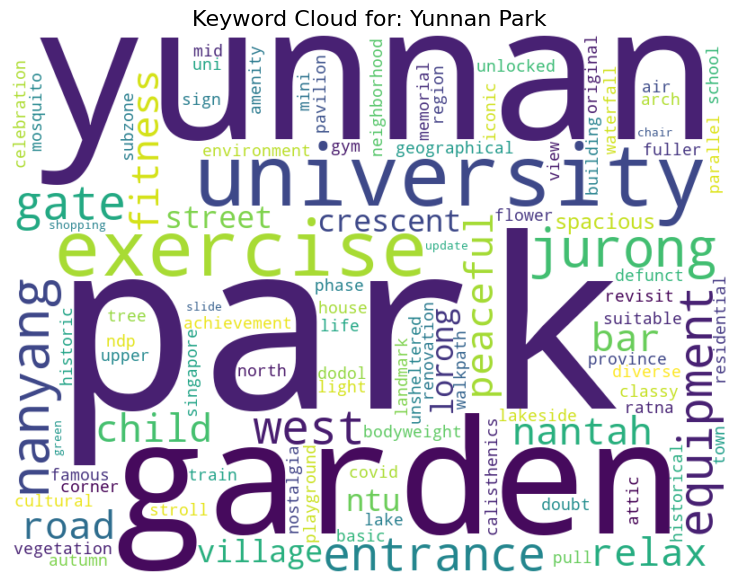 Keyword Cloud for: Yunnan Park
yunnan
park
garden
university
exercise
jurong
nanyang
gate
fitness
street
crescent
peaceful
lorong
bar
equipment
child
west
nantah
road
village
ntu
entrance
relax
celebration
mosquito
subzone
mid
uni
sign
amenity
mini
pavilion
neighborhood
memorial
region
unlocked
iconic
original
waterfall
air
arch
school
chair
fuller
parallel
building
view
environment
gym
geographical
shopping
flower
spacious
update
defunct
phase
revisit
suitable
residential
historic
tree
slide
achievement
house
life
ndp
upper
singapore
north
dodol
light
landmark
unsheltered
renovation
walkpath
province
diverse
classy
ratna
lakeside
town
green
bodyweight
famous
corner
train
cultural
stroll
nostalgia
playground
covid
lake
basic
calisthenics
doubt
attic
historical
vegetation
autumn
pull